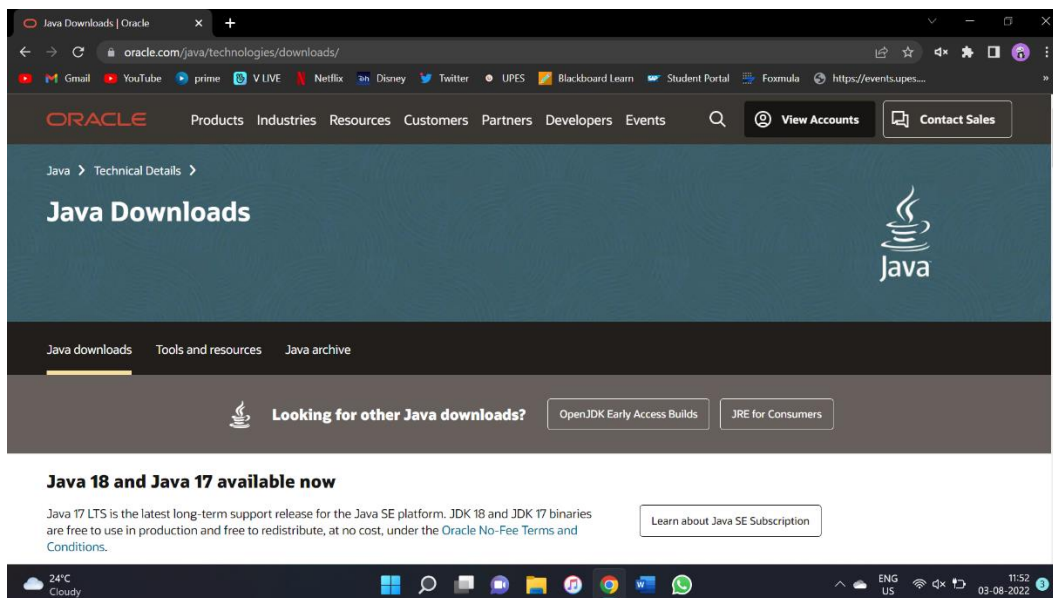 Java Downloads | Oracle
oracle.com/java/technologies/downloads/
Gmail YouTube prime V LIVE Netflix Disney Twitter UPES Blackboard Learn Student Portal Foxmula https://events.upes.... »
ORACLE Products Industries Resources Customers Partners Developers Events View Accounts Contact Sales
Java > Technical Details >
Java Downloads
Java
Java downloads Tools and resources Java archive
Looking for other Java downloads? OpenJDK Early Access Builds JRE for Consumers
Java 18 and Java 17 available now
Java 17 LTS is the latest long-term support release for the Java SE platform. JDK 18 and JDK 17 binaries
are free to use in production and free to redistribute, at no cost, under the Oracle No-Fee Terms and
Conditions.
Learn about Java SE Subscription
24°C
Cloudy
ENG
US
11:52
03-08-2022
3